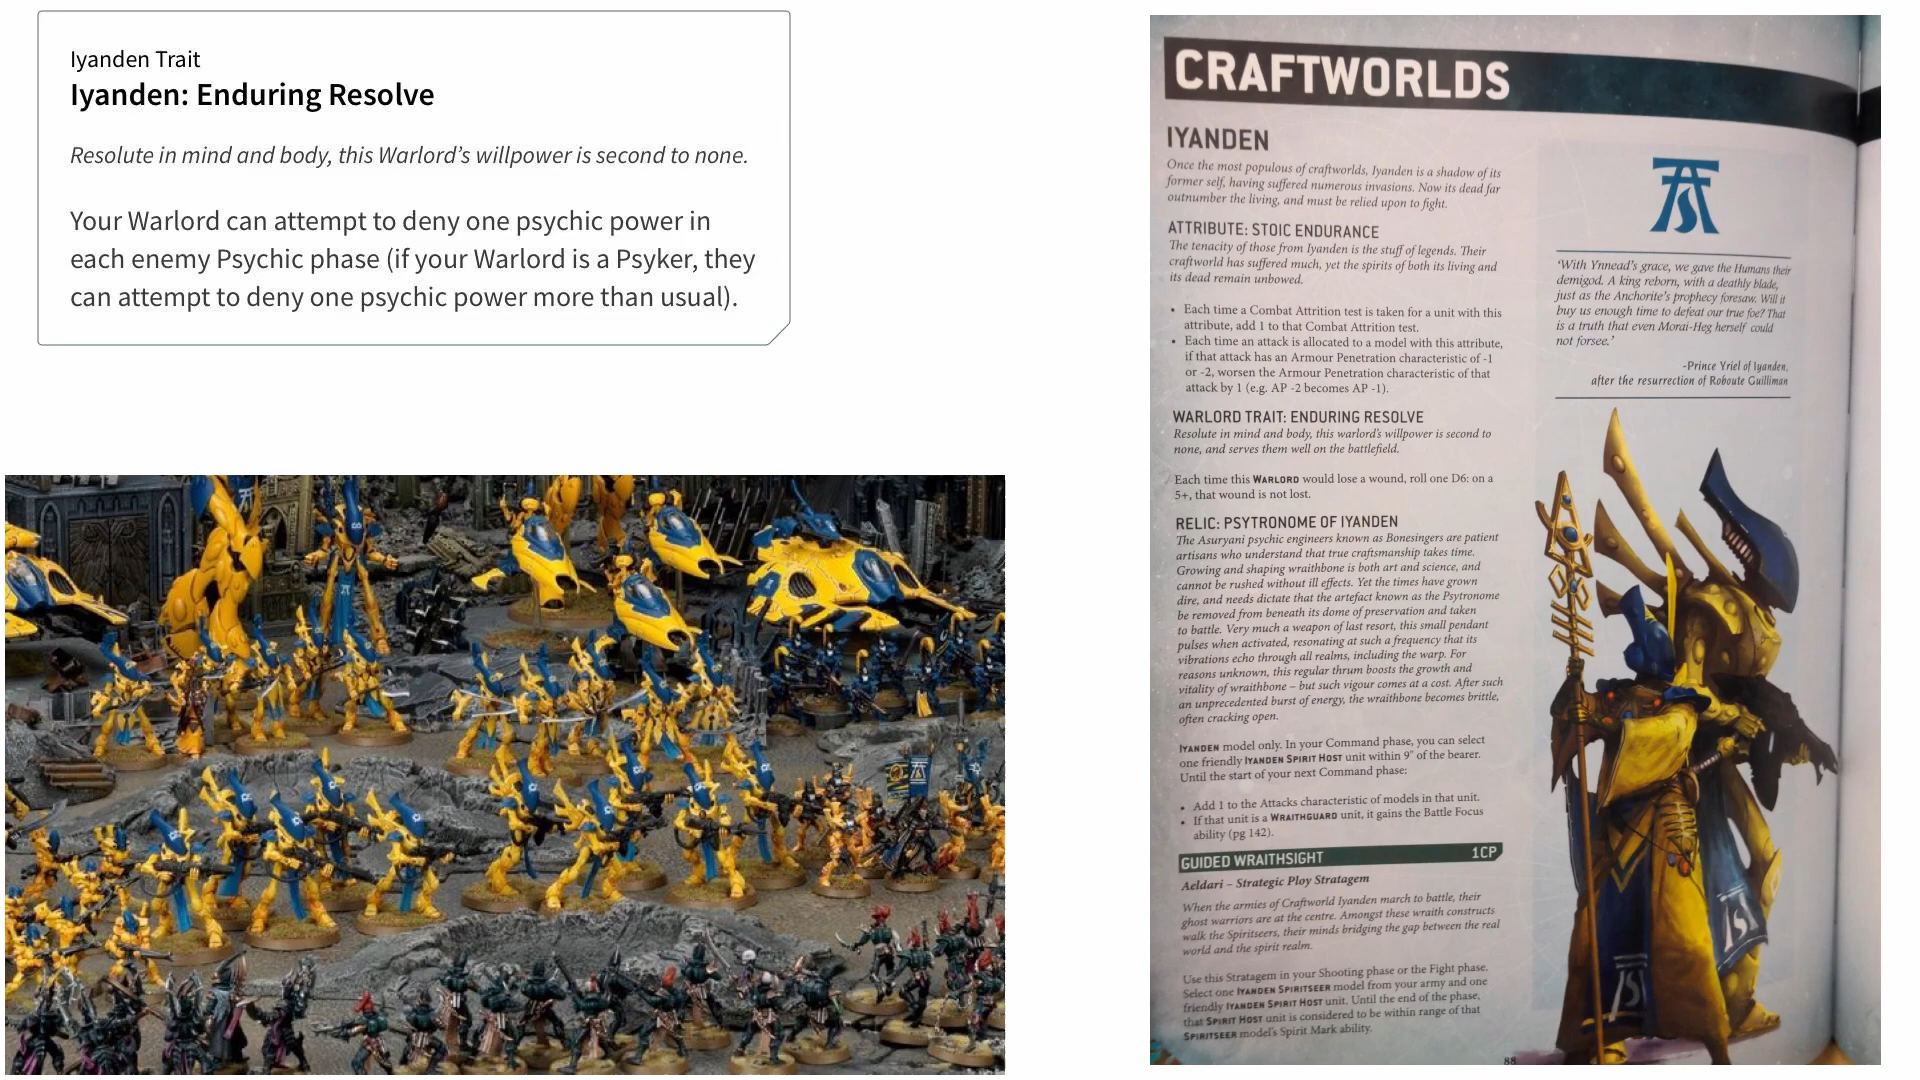 Iyanden Trait
Iyanden: Enduring Resolve
Resolute in mind and body, this Warlord’s willpower is second to none.
Your Warlord can attempt to deny one psychic power in
each enemy Psychic phase (if your Warlord is a Psyker, they
can attempt to deny one psychic power more than usual).
CRAFTWORLDS
IYANDEN
Once the most populous of craftworlds, Iyanden is a shadow of its
former self, having suffered numerous invasions. Now its dead far
outnumber the living, and must be relied upon to fight.
ATTRIBUTE: STOIC ENDURANCE
The tenacity of those from Iyanden is the stuff of legends. Their
craftworld has suffered much, yet the spirits of both its living and
its dead remain unbowed.
• Each time a Combat Attrition test is taken for a unit with this
attribute, add 1 to that Combat Attrition test.
• Each time an attack is allocated to a model with this attribute,
if that attack has an Armour Penetration characteristic of -1
or -2, worsen the Armour Penetration characteristic of that
attack by 1 (e.g. AP -2 becomes AP -1).
WARLORD TRAIT: ENDURING RESOLVE
Resolute in mind and body, this warlord's willpower is second to
none, and serves them well on the battlefield.
Each time this WARLORD would lose a wound, roll one D6: on a
5+, that wound is not lost.
RELIC: PSYTRONOME OF IYANDEN
The Asuryani psychic engineers known as Bonesingers are patient
artisans who understand that true craftsmanship takes time.
Growing and shaping wraithbone is both art and science, and
cannot be rushed without ill effects. Yet the times have grown
dire, and needs dictate that the artefact known as the Psytronome
be removed from beneath its dome of preservation and taken
to battle. Very much a weapon of last resort, this small pendant
pulses when activated, resonating at such a frequency that its
vibrations echo through all realms, including the warp. For
reasons unknown, this regular thrum boosts the growth and
vitality of wraithbone – but such vigour comes at a cost. After such
an unprecedented burst of energy, the wraithbone becomes brittle,
often cracking open.
IYANDEN model only. In your Command phase, you can select
one friendly IYANDEN SPIRIT HOST unit within 9" of the bearer.
Until the start of your next Command phase:
• Add 1 to the Attacks characteristic of models in that unit.
• If that unit is a WRAITHGUARD unit, it gains the Battle Focus
ability (pg 142).
GUIDED WRAITHSIGHT 1CP
Aeldari – Strategic Ploy Stratagem
When the armies of Craftworld Iyanden march to battle, their
ghost warriors are at the centre. Amongst these wraith constructs
walk the Spiritseers, their minds bridging the gap between the real
world and the spirit realm.
Use this Stratagem in your Shooting phase or the Fight phase.
Select one IYANDEN SPIRITSEER model from your army and one
friendly IYANDEN SPIRIT HOST unit. Until the end of the phase,
that SPIRIT HOST unit is considered to be within range of that
SPIRITSEER model's Spirit Mark ability.
'With Ynnead's grace, we gave the Humans their
demigod. A king reborn, with a deathly blade,
just as the Anchorite's prophecy foresaw. Will it
buy us enough time to defeat our true foe? That
is a truth that even Morai-Heg herself could
not forsee.'
-Prince Yriel of Iyanden,
after the resurrection of Roboute Guilliman
88